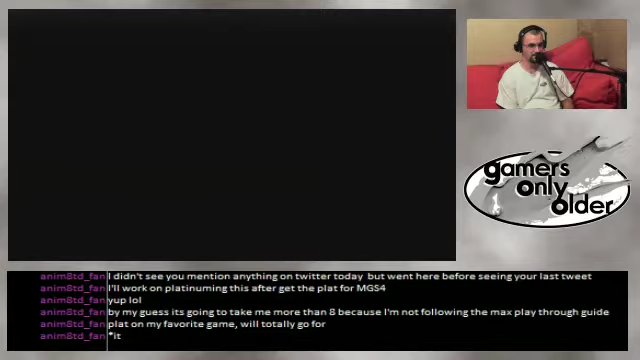 gamers
only
older
anim8td_fan I didn't see you mention anything on twitter today but went here before seeing your last tweet
anim8td_fan I'll work on platinuming this after get the plat for MGS4
anim8td_fan yup lol
anim8td_fan by my guess its going to take me more than 8 because I'm not following the max play through guide
anim8td_fan plat on my favorite game, will totally go for
anim8td_fan *it